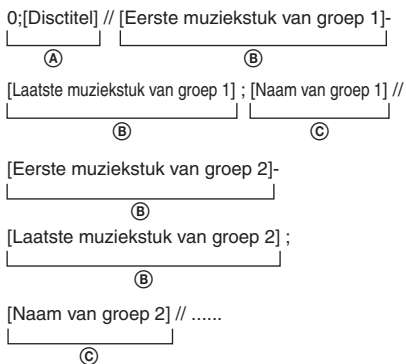 0;[Disctitel] // [Eerste muziekstuk van groep 1]-
Ⓐ Ⓑ
[Laatste muziekstuk van groep 1] ; [Naam van groep 1] //
Ⓑ Ⓒ
[Eerste muziekstuk van groep 2]-
Ⓑ
[Laatste muziekstuk van groep 2] ;
Ⓑ
[Naam van groep 2] // ......
Ⓒ